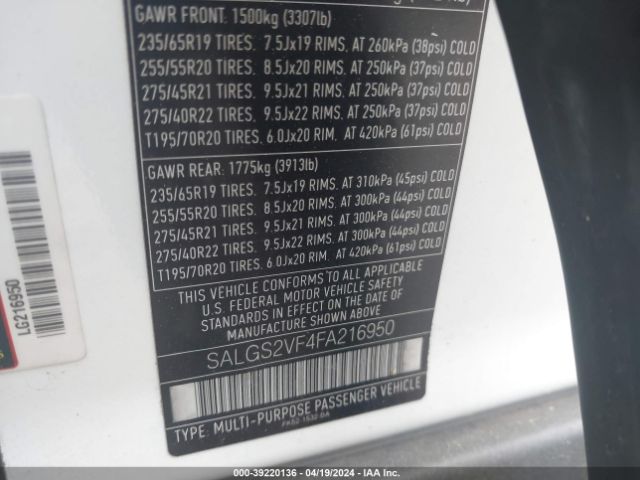 GAWR FRONT: 1500kg (3307lb)
235/65R19 TIRES. 7.5Jx19 RIMS. AT 260kPa (38psi) COLD
255/55R20 TIRES. 8.5Jx20 RIMS. AT 250kPa (37psi) COLD
275/45R21 TIRES. 9.5Jx21 RIMS. AT 250kPa (37psi) COLD
275/40R22 TIRES. 9.5Jx22 RIMS. AT 250kPa (37psi) COLD
T195/70R20 TIRES. 6.0Jx20 RIM. AT 420kPa (61psi) COLD
GAWR REAR: 1775kg (3913lb)
235/65R19 TIRES. 7.5Jx19 RIMS. AT 310kPa (45psi) COLD
255/55R20 TIRES. 8.5Jx20 RIMS. AT 300kPa (44psi) COLD
275/45R21 TIRES. 9.5Jx21 RIMS. AT 300kPa (44psi) COLD
275/40R22 TIRES. 9.5Jx22 RIMS. AT 300kPa (44psi) COLD
T195/70R20 TIRES. 6.0Jx20 RIM. AT 420kPa (61psi) COLD
THIS VEHICLE CONFORMS TO ALL APPLICABLE
U.S. FEDERAL MOTOR VEHICLE SAFETY
STANDARDS IN EFFECT ON THE DATE OF
MANUFACTURE SHOWN ABOVE.
SALGS2VF4FA216950
TYPE: MULTI-PURPOSE PASSENGER VEHICLE
LG216950
000-39220136 - 04/19/2024 - IAA Inc.